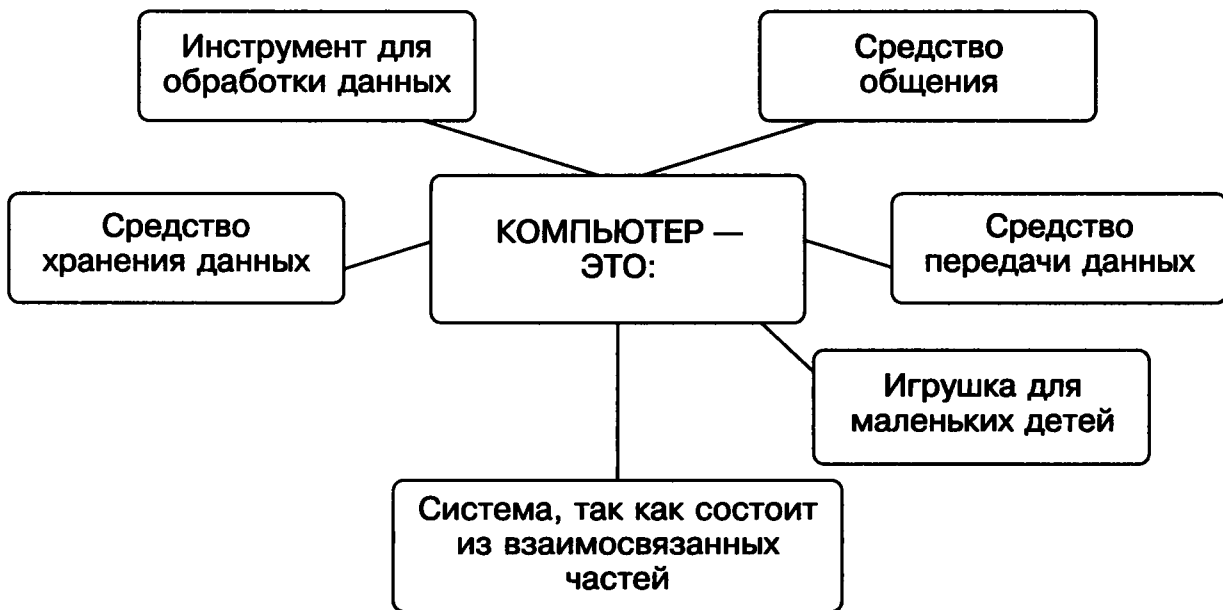 Инструмент для
обработки данных
Средство
общения
Средство
хранения данных
КОМПЬЮТЕР —
ЭТО:
Средство
передачи данных
Игрушка для
маленьких детей
Система, так как состоит
из взаимосвязанных
частей